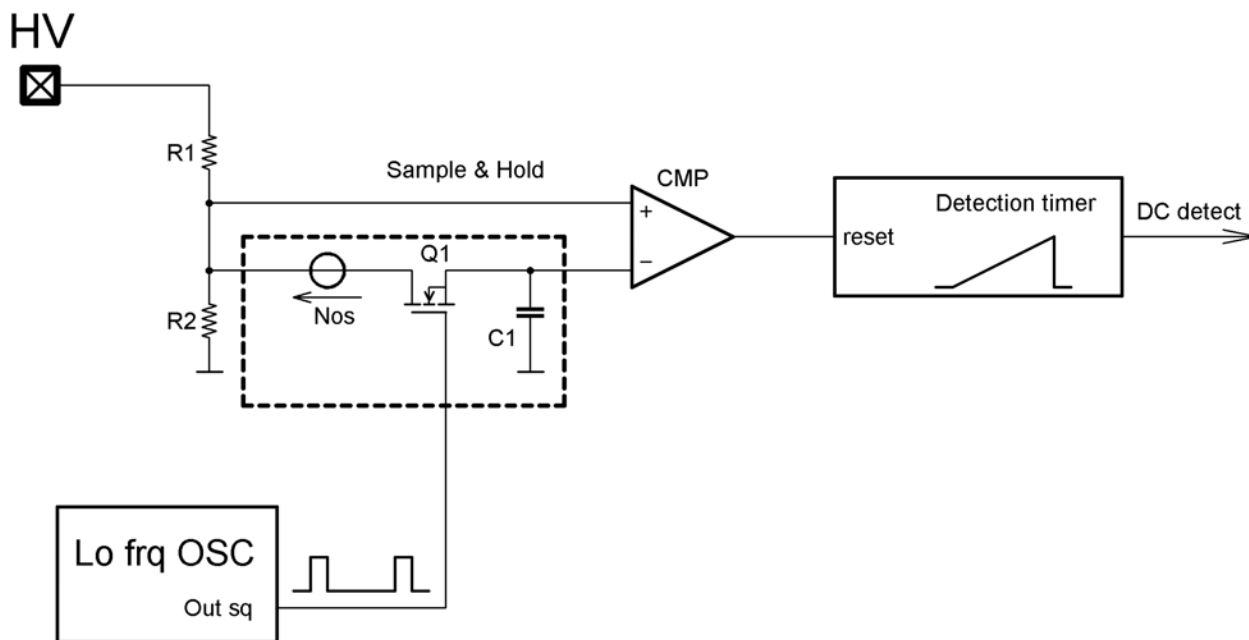 HV
R1
Sample & Hold
CMP
+
−
Detection timer
reset
DC detect
Q1
Nos
R2
C1
Lo frq OSC
Out sq